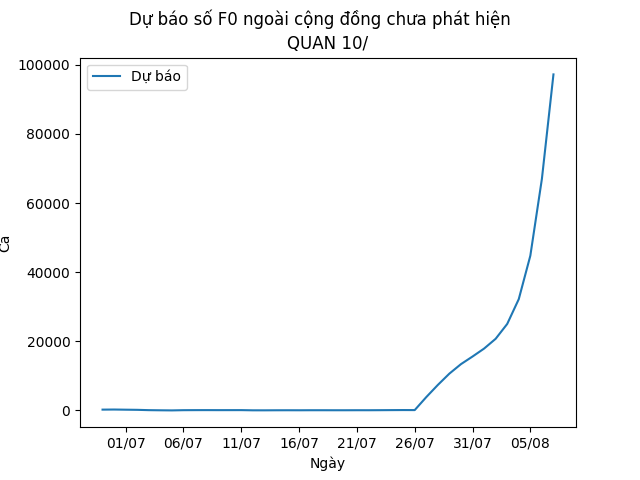 Dự báo số F0 ngoài cộng đồng chưa phát hiện
QUAN 10/
Dự báo
100000
80000
60000
40000
20000
0
Ca
01/07 06/07 11/07 16/07 21/07 26/07 31/07 05/08
Ngày